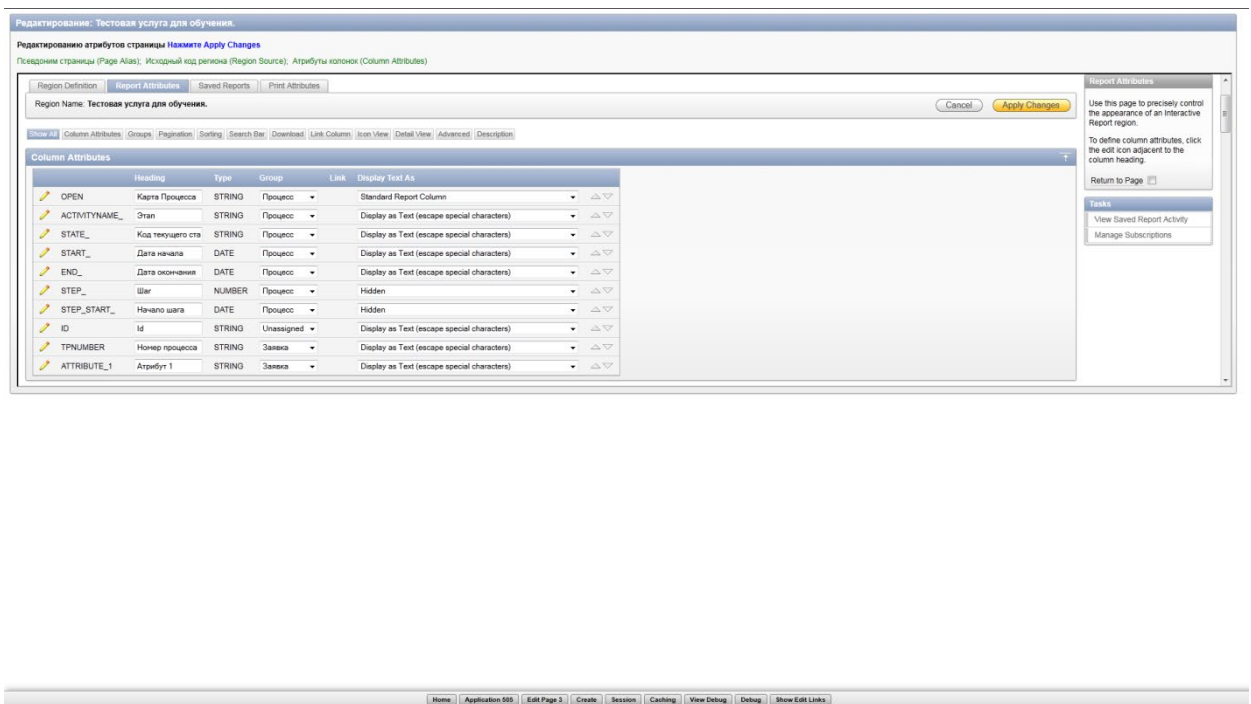 Редактирование: Тестовая услуга для обучения.
Редактированию атрибутов страницы Нажмите Apply Changes
Псевдоним страницы (Page Alias); Исходный код региона (Region Source); Атрибуты колонок (Column Attributes)
Region Definition Report Attributes Saved Reports Print Attributes
Region Name: Тестовая услуга для обучения.
Cancel Apply Changes
Show All Column Attributes Groups Pagination Sorting Search Bar Download Link Column Icon View Detail View Advanced Description
Column Attributes
Heading Type Group Link Display Text As
OPEN Карта Процесса STRING Процесс Standard Report Column
ACTIVITYNAME_ Этап STRING Процесс Display as Text (escape special characters)
STATE_ Код текущего ста STRING Процесс Display as Text (escape special characters)
START_ Дата начала DATE Процесс Display as Text (escape special characters)
END_ Дата окончания DATE Процесс Display as Text (escape special characters)
STEP_ Шаг NUMBER Процесс Hidden
STEP_START_ Начало шага DATE Процесс Hidden
ID Id STRING Unassigned Display as Text (escape special characters)
TPNUMBER Номер процесса STRING Заявка Display as Text (escape special characters)
ATTRIBUTE_1 Атрибут 1 STRING Заявка Display as Text (escape special characters)
Report Attributes
Use this page to precisely control
the appearance of an Interactive
Report region.
To define column attributes, click
the edit icon adjacent to the
column heading.
Return to Page
Tasks
View Saved Report Activity
Manage Subscriptions
Home Application 505 Edit Page 3 Create Session Caching View Debug Debug Show Edit Links